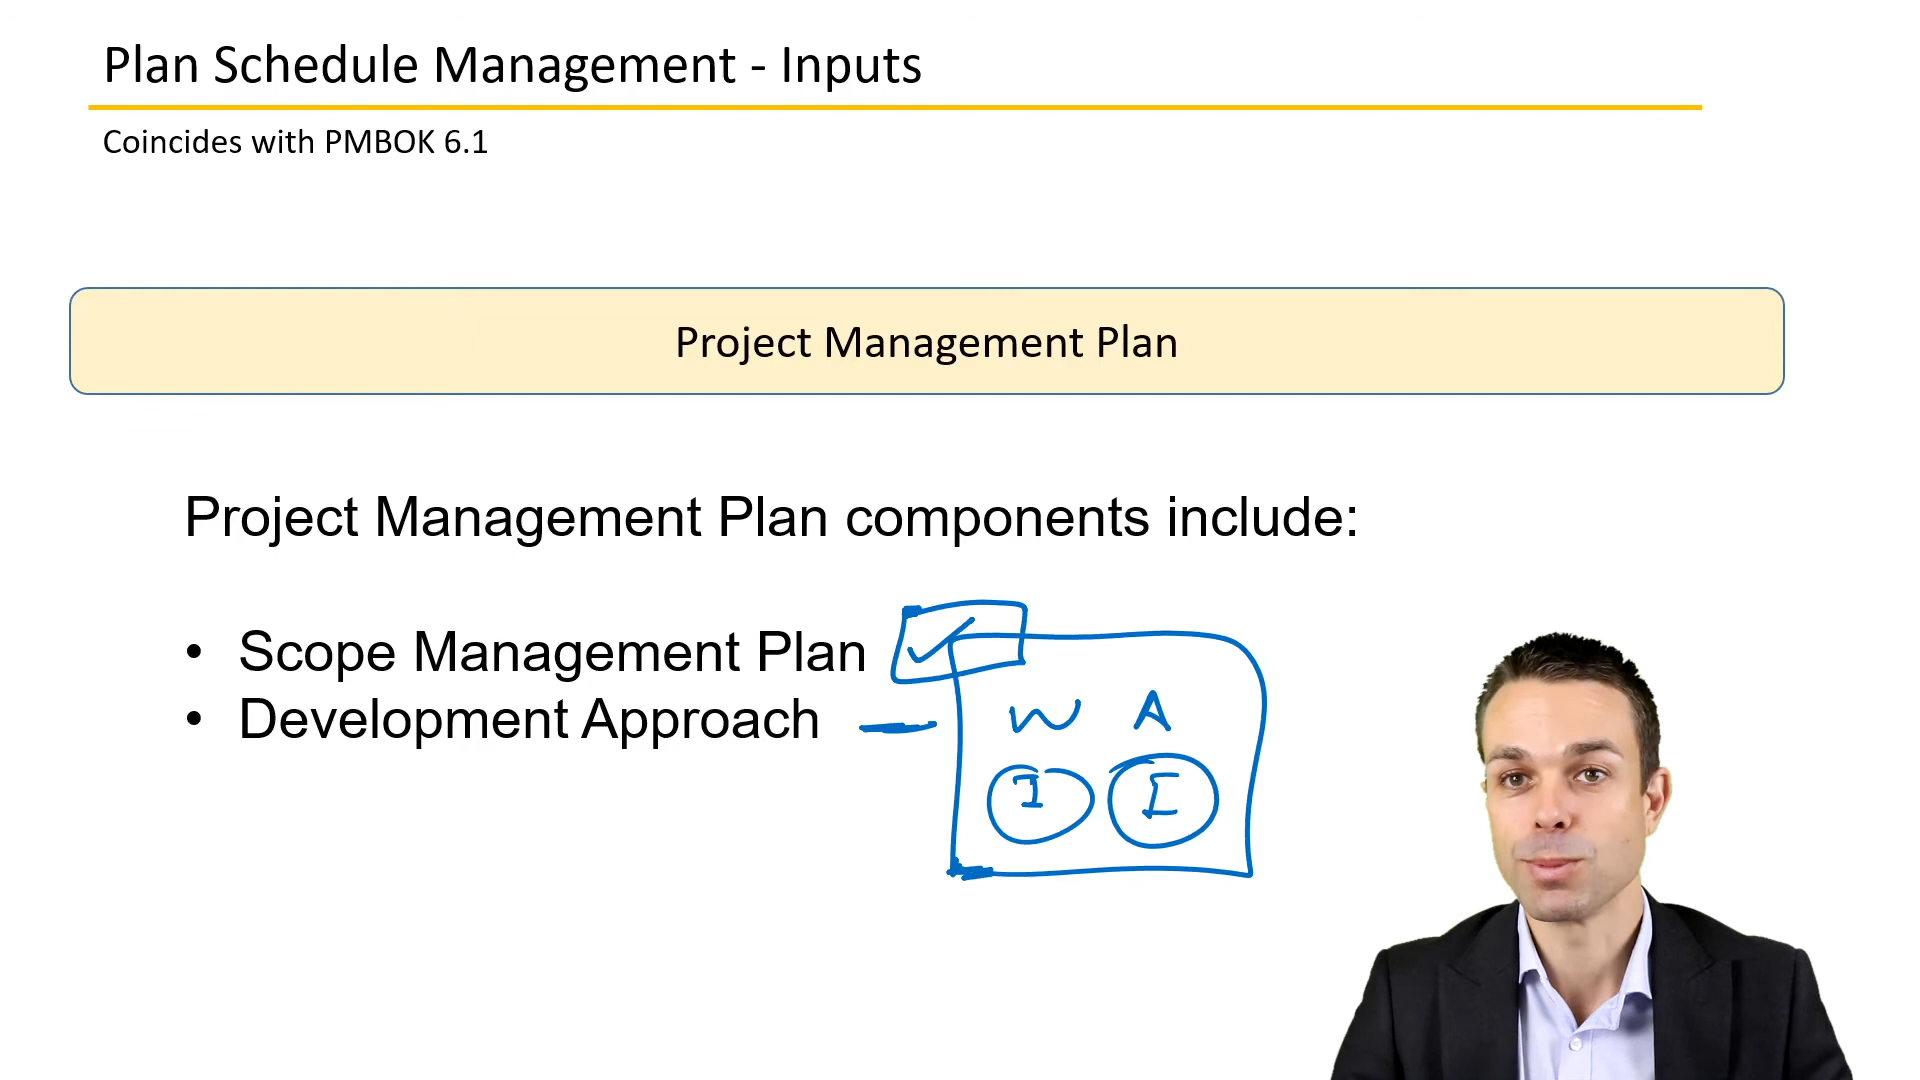 Plan Schedule Management - Inputs
Coincides with PMBOK 6.1
Project Management Plan
Project Management Plan components include:
• Scope Management Plan
• Development Approach
W A
I I